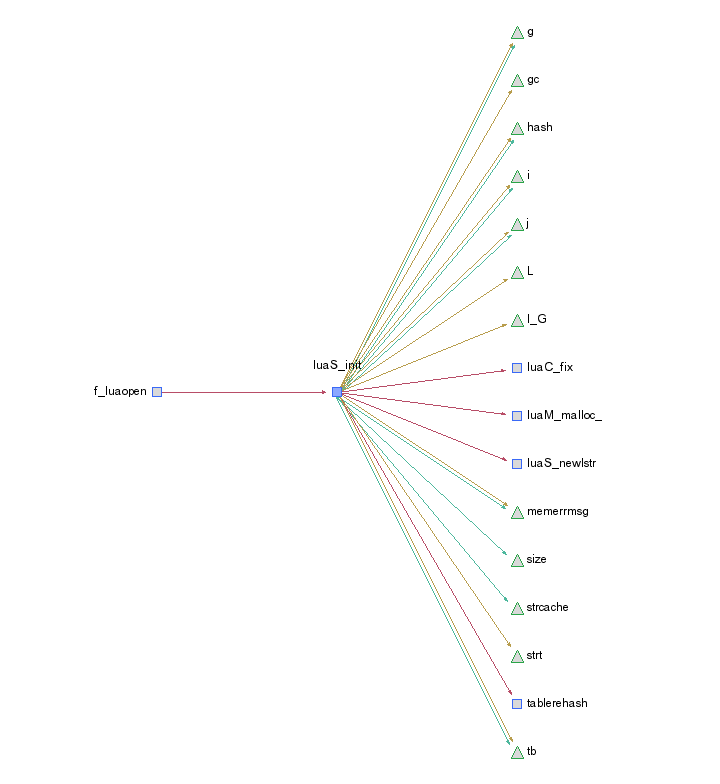 g
gc
hash
i
j
L
l_G
luaS_init
luaC_fix
f_luaopen
luaM_malloc_
luaS_newlstr
memerrmsg
size
strcache
strt
tablerehash
tb